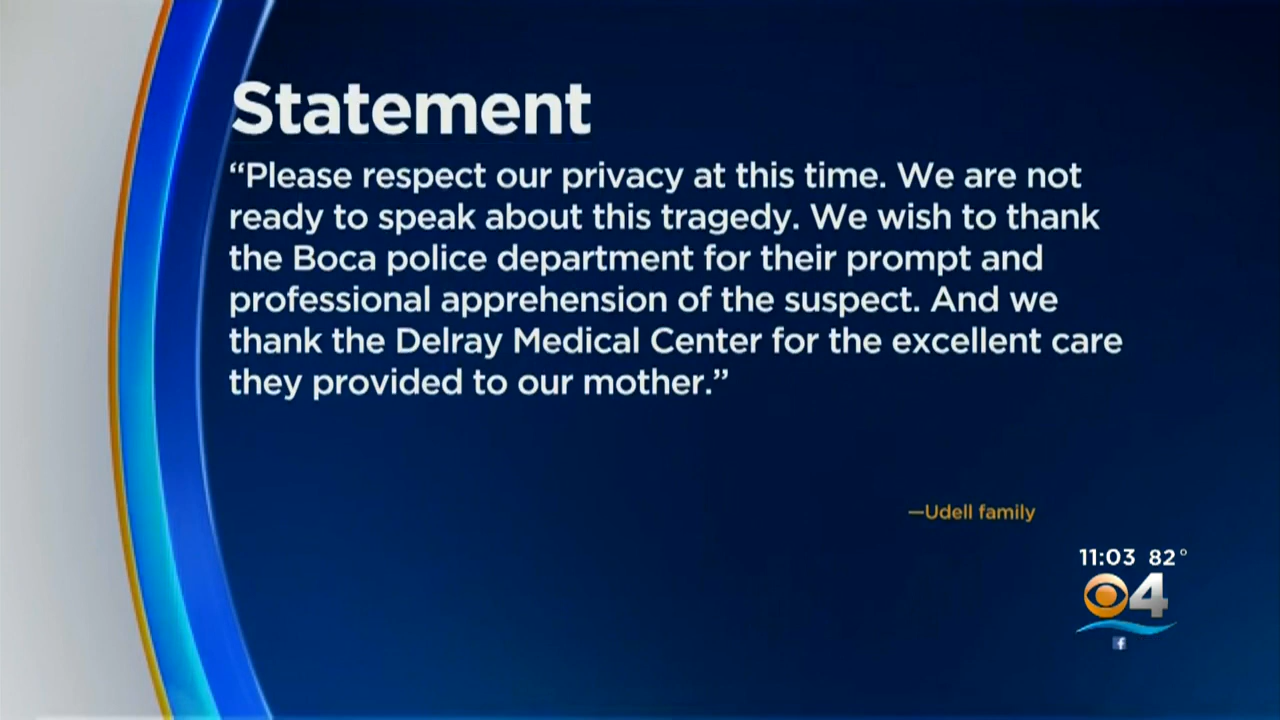 Statement
“Please respect our privacy at this time. We are not
ready to speak about this tragedy. We wish to thank
the Boca police department for their prompt and
professional apprehension of the suspect. And we
thank the Delray Medical Center for the excellent care
they provided to our mother.”
—Udell family
11:03 82°
4
f